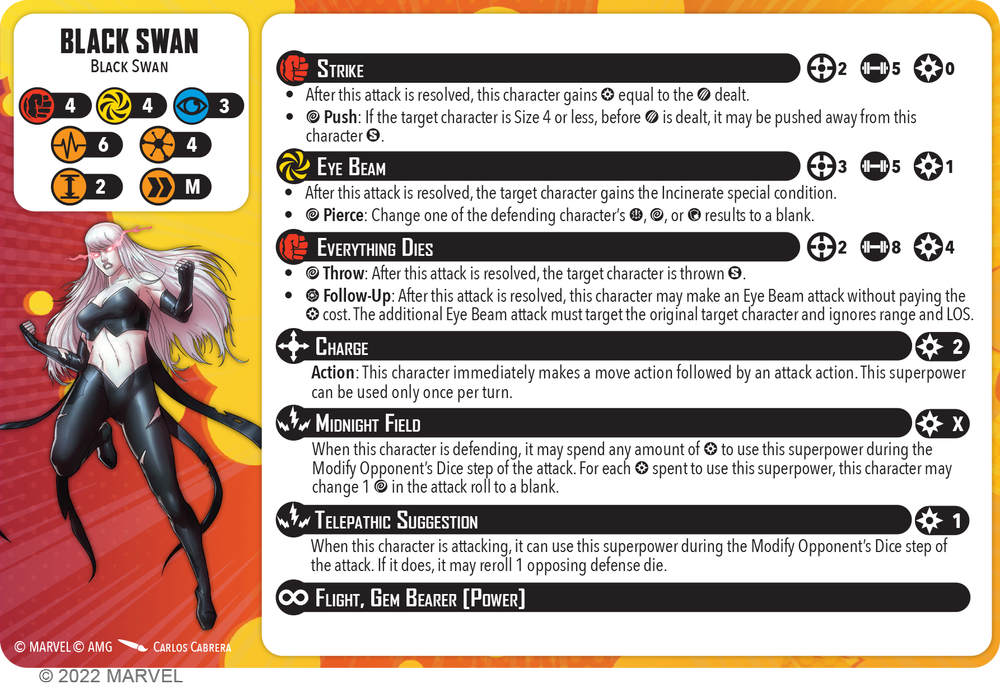 BLACK SWAN
BLACK SWAN
4 4 3
6 4
2 M
STRIKE 2 5 0
• After this attack is resolved, this character gains equal to the dealt.
• Push: If the target character is Size 4 or less, before is dealt, it may be pushed away from this
character S.
EYE BEAM 3 5 1
• After this attack is resolved, the target character gains the Incinerate special condition.
• Pierce: Change one of the defending character's , , or results to a blank.
EVERYTHING DIES 2 8 4
• Throw: After this attack is resolved, the target character is thrown S.
• Follow-Up: After this attack is resolved, this character may make an Eye Beam attack without paying the
cost. The additional Eye Beam attack must target the original target character and ignores range and LOS.
CHARGE 2
Action: This character immediately makes a move action followed by an attack action. This superpower
can be used only once per turn.
MIDNIGHT FIELD X
When this character is defending, it may spend any amount of to use this superpower during the
Modify Opponent's Dice step of the attack. For each spent to use this superpower, this character may
change 1 in the attack roll to a blank.
TELEPATHIC SUGGESTION 1
When this character is attacking, it can use this superpower during the Modify Opponent's Dice step of
the attack. If it does, it may reroll 1 opposing defense die.
FLIGHT, GEM BEARER [POWER]
© MARVEL © AMG CARLOS CABRERA
© 2022 MARVEL